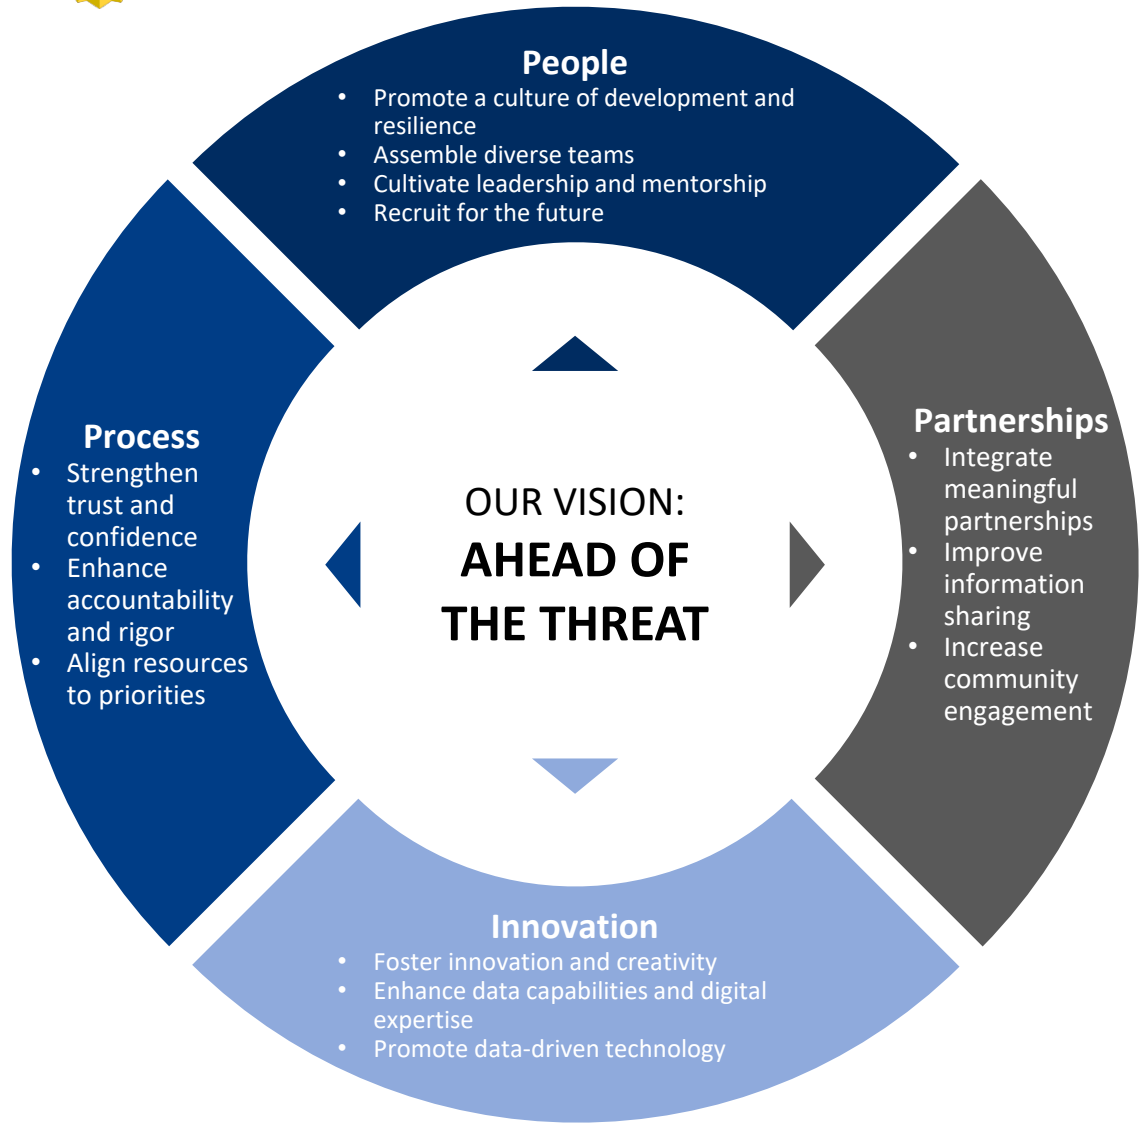 People
• Promote a culture of development and
resilience
• Assemble diverse teams
• Cultivate leadership and mentorship
• Recruit for the future
Process
• Strengthen
trust and
confidence
• Enhance
accountability
and rigor
• Align resources
to priorities
OUR VISION:
AHEAD OF
THE THREAT
Partnerships
• Integrate
meaningful
partnerships
• Improve
information
sharing
• Increase
community
engagement
Innovation
• Foster innovation and creativity
• Enhance data capabilities and digital
expertise
• Promote data-driven technology